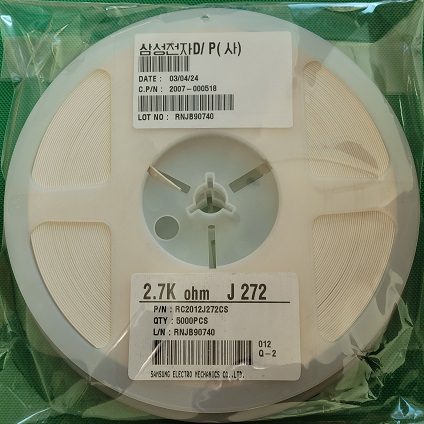 삼성전자D/ P( 사)
DATE : 03/04/24
C.P/N : 2007-000518
LOT NO : RNJB90740
2.7K ohm J 272
P/N : RC2012J272CS
QTY : 5000PCS
L/N : RNJB90740
012
Q-2
SAMSUNG ELECTRO MECHANICS CO.,LTD.